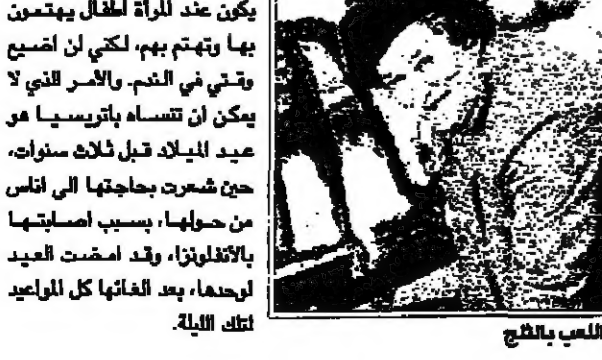 يكون عند المرأة اطفال يهتمون
بها وتهتم بهم، لكني لن اضيع
وقتي في الندم. والأمر الذي لا
يمكن ان تنساه باتريسيا هو
عيد الميلاد قبل ثلاث سنوات،
حين شعرت بحاجتها الى اناس
من حولها، بسبب اصابتها
بالأنفلونزا، وقد امضت العيد
لوحدها، بعد الغائها كل المواعيد
لتلك الليلة.
اللعب بالثلج